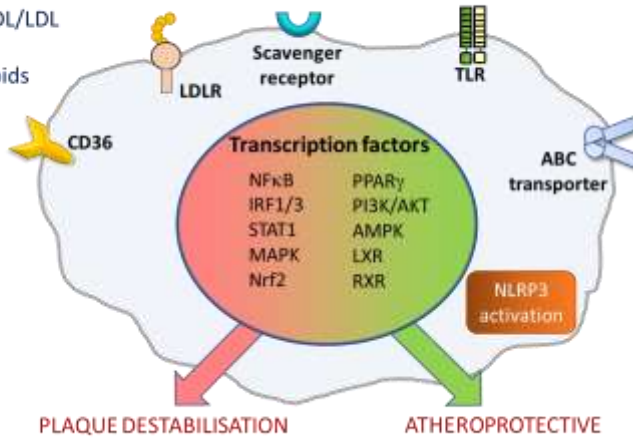 DL/LDL
ids
LDLR
Scavenger
receptor
TLR
CD36
ABC
transporter
Transcription factors
NFκB PPARγ
IRF1/3 PI3K/AKT
STAT1 AMPK
MAPK LXR
Nrf2 RXR
NLRP3
activation
PLAQUE DESTABILISATION
ATHEROPROTECTIVE